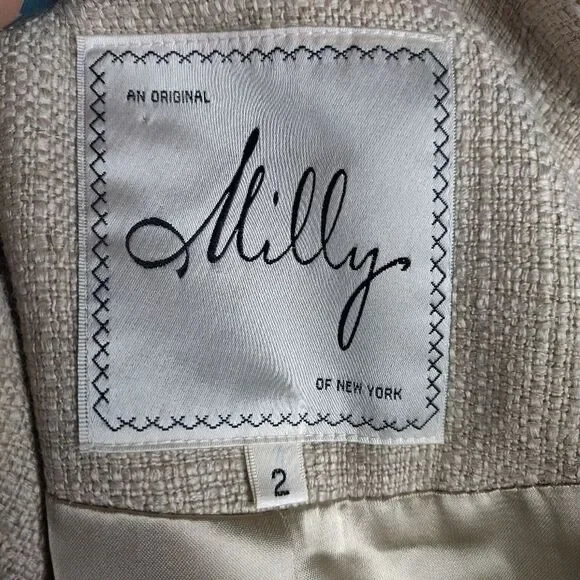 AN ORIGINAL
Milly
OF NEW YORK
2